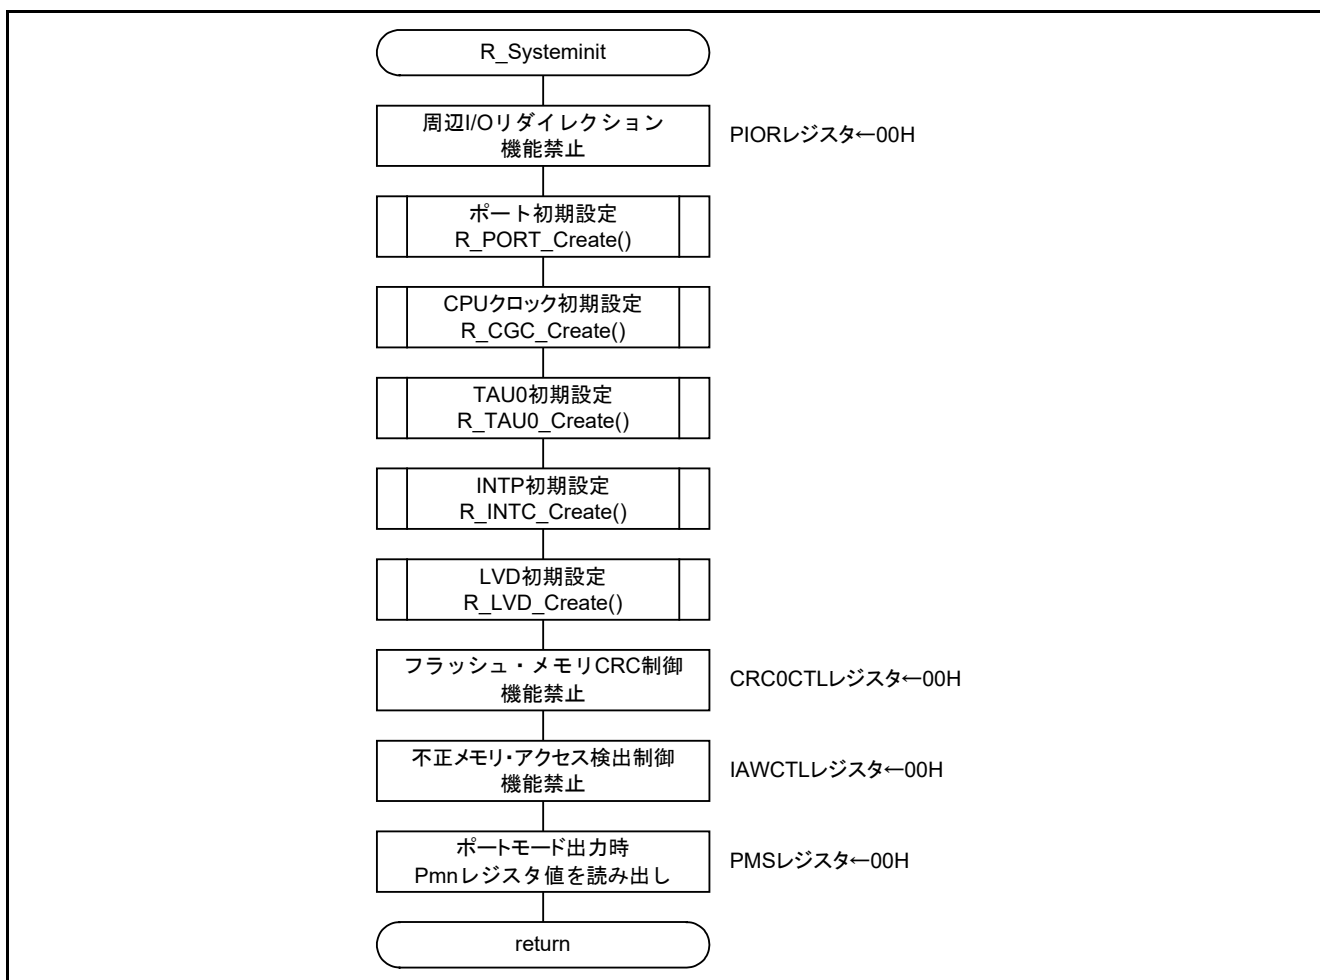 R_Systeminit
周辺I/Oリダイレクション
機能禁止
PIORレジスタ←00H
ポート初期設定
R_PORT_Create()
CPUクロック初期設定
R_CGC_Create()
TAU0初期設定
R_TAU0_Create()
INTP初期設定
R_INTC_Create()
LVD初期設定
R_LVD_Create()
フラッシュ・メモリCRC制御
機能禁止
CRC0CTLレジスタ←00H
不正メモリ・アクセス検出制御
機能禁止
IAWCTLレジスタ←00H
ポートモード出力時
Pmnレジスタ値を読み出し
PMSレジスタ←00H
return